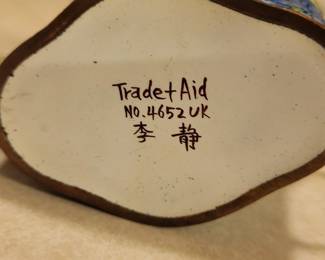 Trade+Aid
NO.4652UK
李 静